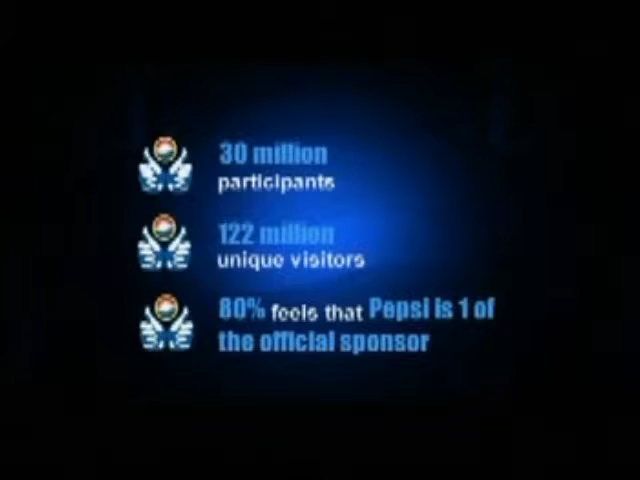 30 million
participants
122 million
unique visitors
80% feels that Pepsi is 1 of
the official sponsor